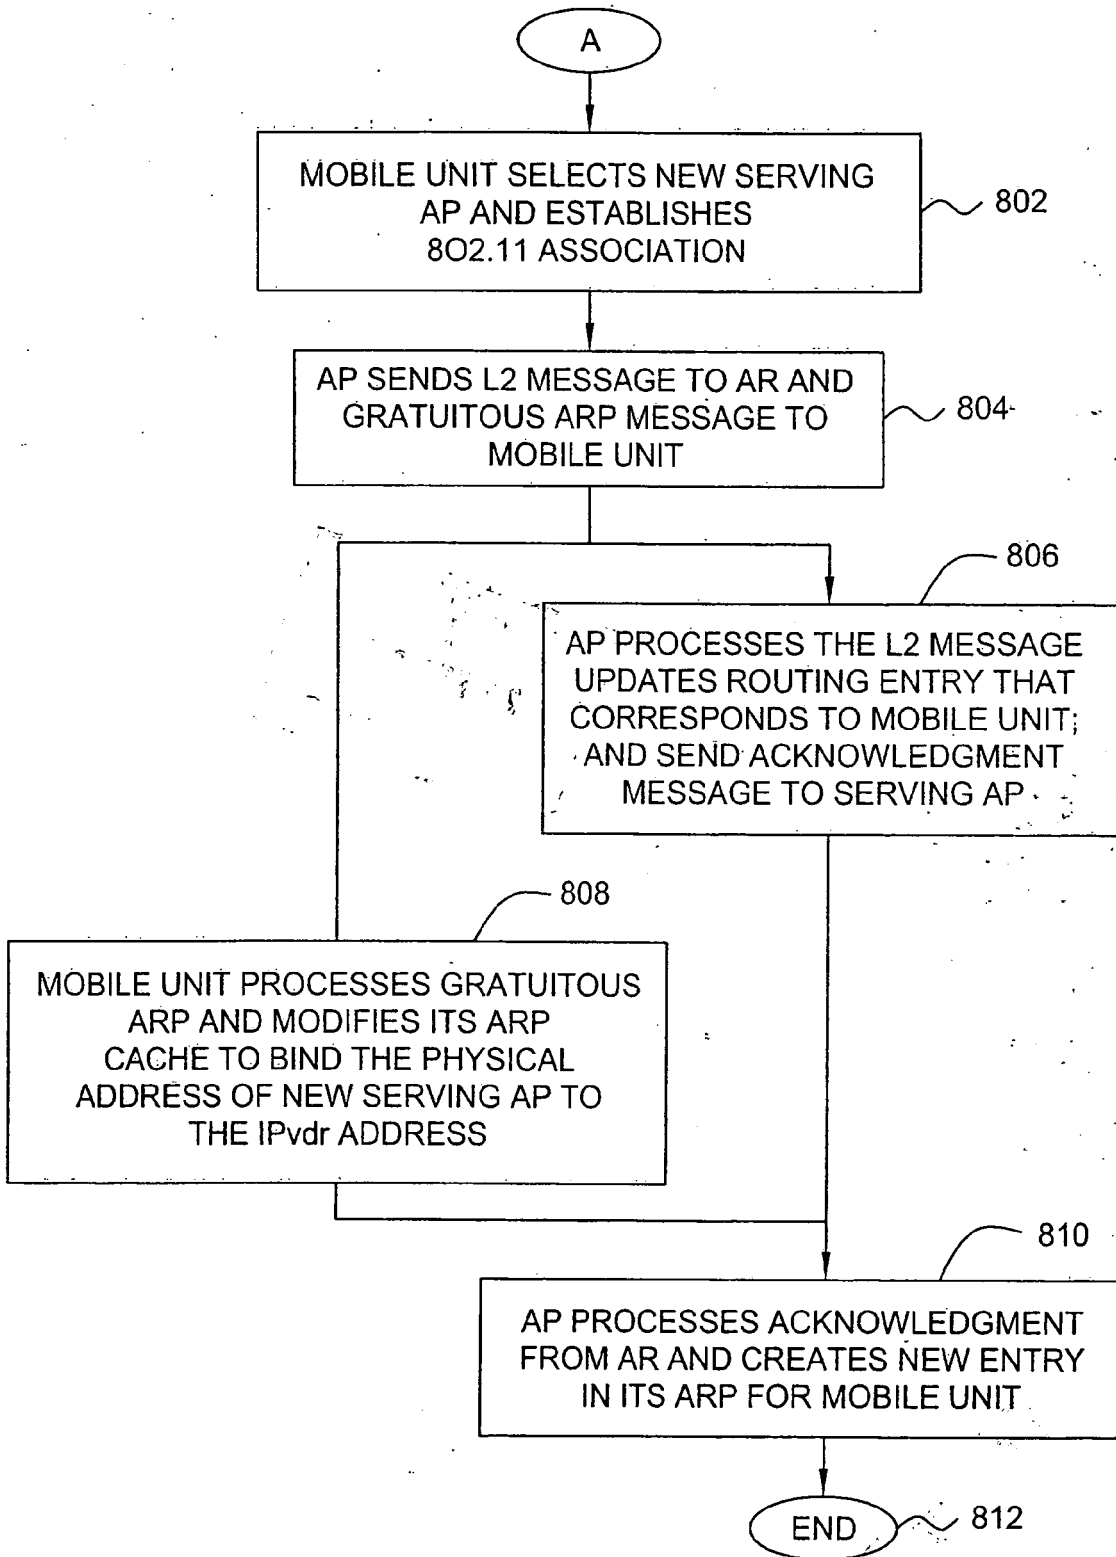 A
MOBILE UNIT SELECTS NEW SERVING
AP AND ESTABLISHES
802.11 ASSOCIATION
802
AP SENDS L2 MESSAGE TO AR AND
GRATUITOUS ARP MESSAGE TO
MOBILE UNIT
804
806
AP PROCESSES THE L2 MESSAGE
UPDATES ROUTING ENTRY THAT
CORRESPONDS TO MOBILE UNIT;
AND SEND ACKNOWLEDGMENT
MESSAGE TO SERVING AP
808
MOBILE UNIT PROCESSES GRATUITOUS
ARP AND MODIFIES ITS ARP
CACHE TO BIND THE PHYSICAL
ADDRESS OF NEW SERVING AP TO
THE IPvdr ADDRESS
810
AP PROCESSES ACKNOWLEDGMENT
FROM AR AND CREATES NEW ENTRY
IN ITS ARP FOR MOBILE UNIT
END
812